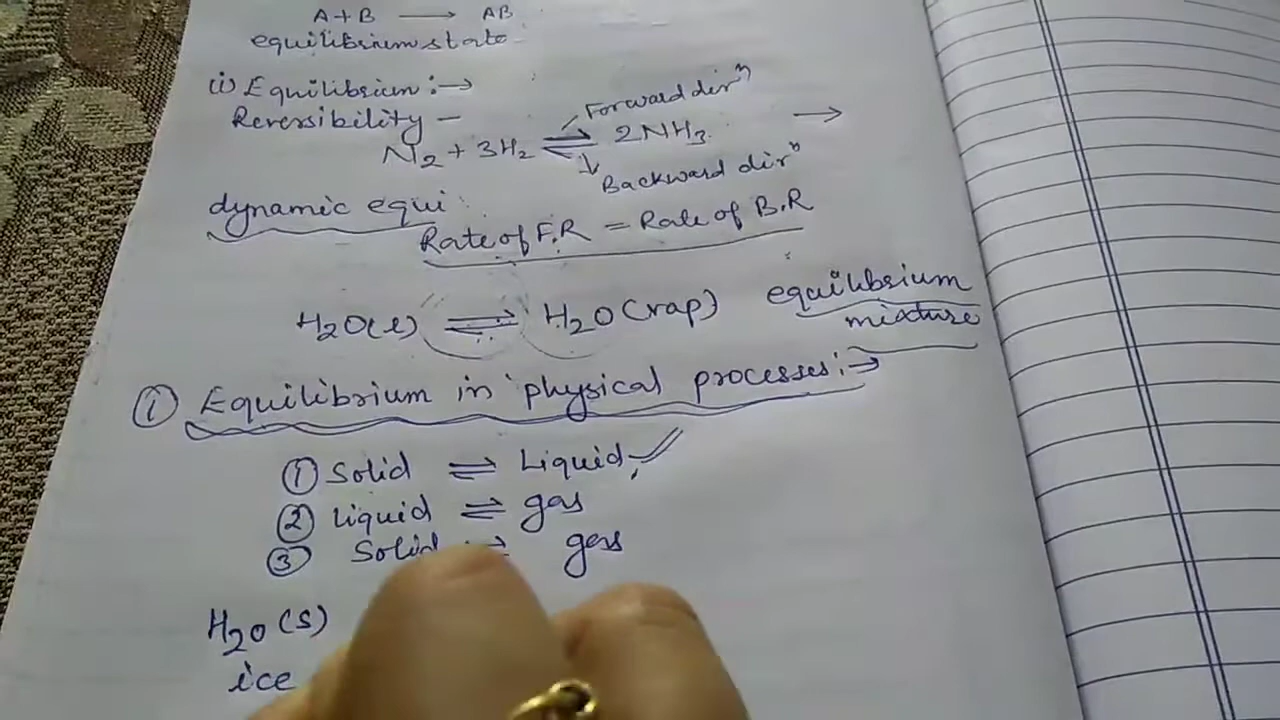 A + B ⟶ AB
equilibrium state
(i) Equilibrium :→
Reversibility –
Forward dirⁿ
N2 + 3H2 ⇌ 2NH3 →
Backward dirⁿ
dynamic equi
Rate of F.R = Rate of B.R
H2O(l) ⇌ H2O (vap) equilibrium
mixture
① Equilibrium in physical processes :→
① Solid ⇌ Liquid
② Liquid ⇌ gas
③ Solid ⇌ gas
H2O (S)
ice